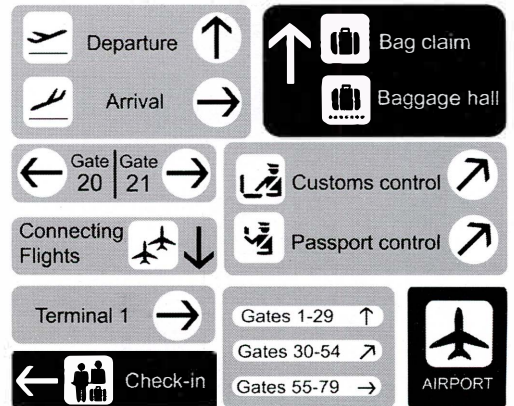 Departure
Arrival
Bag claim
Baggage hall
Gate 20
Gate 21
Customs control
Passport control
Connecting
Flights
Terminal 1
Check-in
Gates 1-29
Gates 30-54
Gates 55-79
AIRPORT